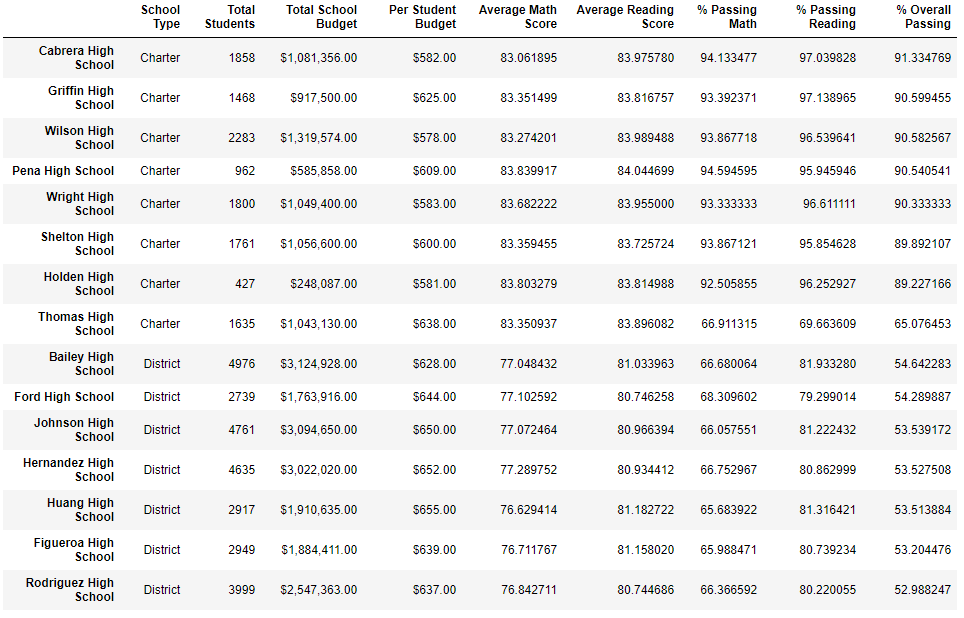 School Type Total Students Total School Budget Per Student Budget Average Math Score Average Reading Score % Passing Math % Passing Reading % Overall Passing
Cabrera High School Charter 1858 $1,081,356.00 $582.00 83.061895 83.975780 94.133477 97.039828 91.334769
Griffin High School Charter 1468 $917,500.00 $625.00 83.351499 83.816757 93.392371 97.138965 90.599455
Wilson High School Charter 2283 $1,319,574.00 $578.00 83.274201 83.989488 93.867718 96.539641 90.582567
Pena High School Charter 962 $585,858.00 $609.00 83.839917 84.044699 94.594595 95.945946 90.540541
Wright High School Charter 1800 $1,049,400.00 $583.00 83.682222 83.955000 93.333333 96.611111 90.333333
Shelton High School Charter 1761 $1,056,600.00 $600.00 83.359455 83.725724 93.867121 95.854628 89.892107
Holden High School Charter 427 $248,087.00 $581.00 83.803279 83.814988 92.505855 96.252927 89.227166
Thomas High School Charter 1635 $1,043,130.00 $638.00 83.350937 83.896082 66.911315 69.663609 65.076453
Bailey High School District 4976 $3,124,928.00 $628.00 77.048432 81.033963 66.680064 81.933280 54.642283
Ford High School District 2739 $1,763,916.00 $644.00 77.102592 80.746258 68.309602 79.299014 54.289887
Johnson High School District 4761 $3,094,650.00 $650.00 77.072464 80.966394 66.057551 81.222432 53.539172
Hernandez High School District 4635 $3,022,020.00 $652.00 77.289752 80.934412 66.752967 80.862999 53.527508
Huang High School District 2917 $1,910,635.00 $655.00 76.629414 81.182722 65.683922 81.316421 53.513884
Figueroa High School District 2949 $1,884,411.00 $639.00 76.711767 81.158020 65.988471 80.739234 53.204476
Rodriguez High School District 3999 $2,547,363.00 $637.00 76.842711 80.744686 66.366592 80.220055 52.988247